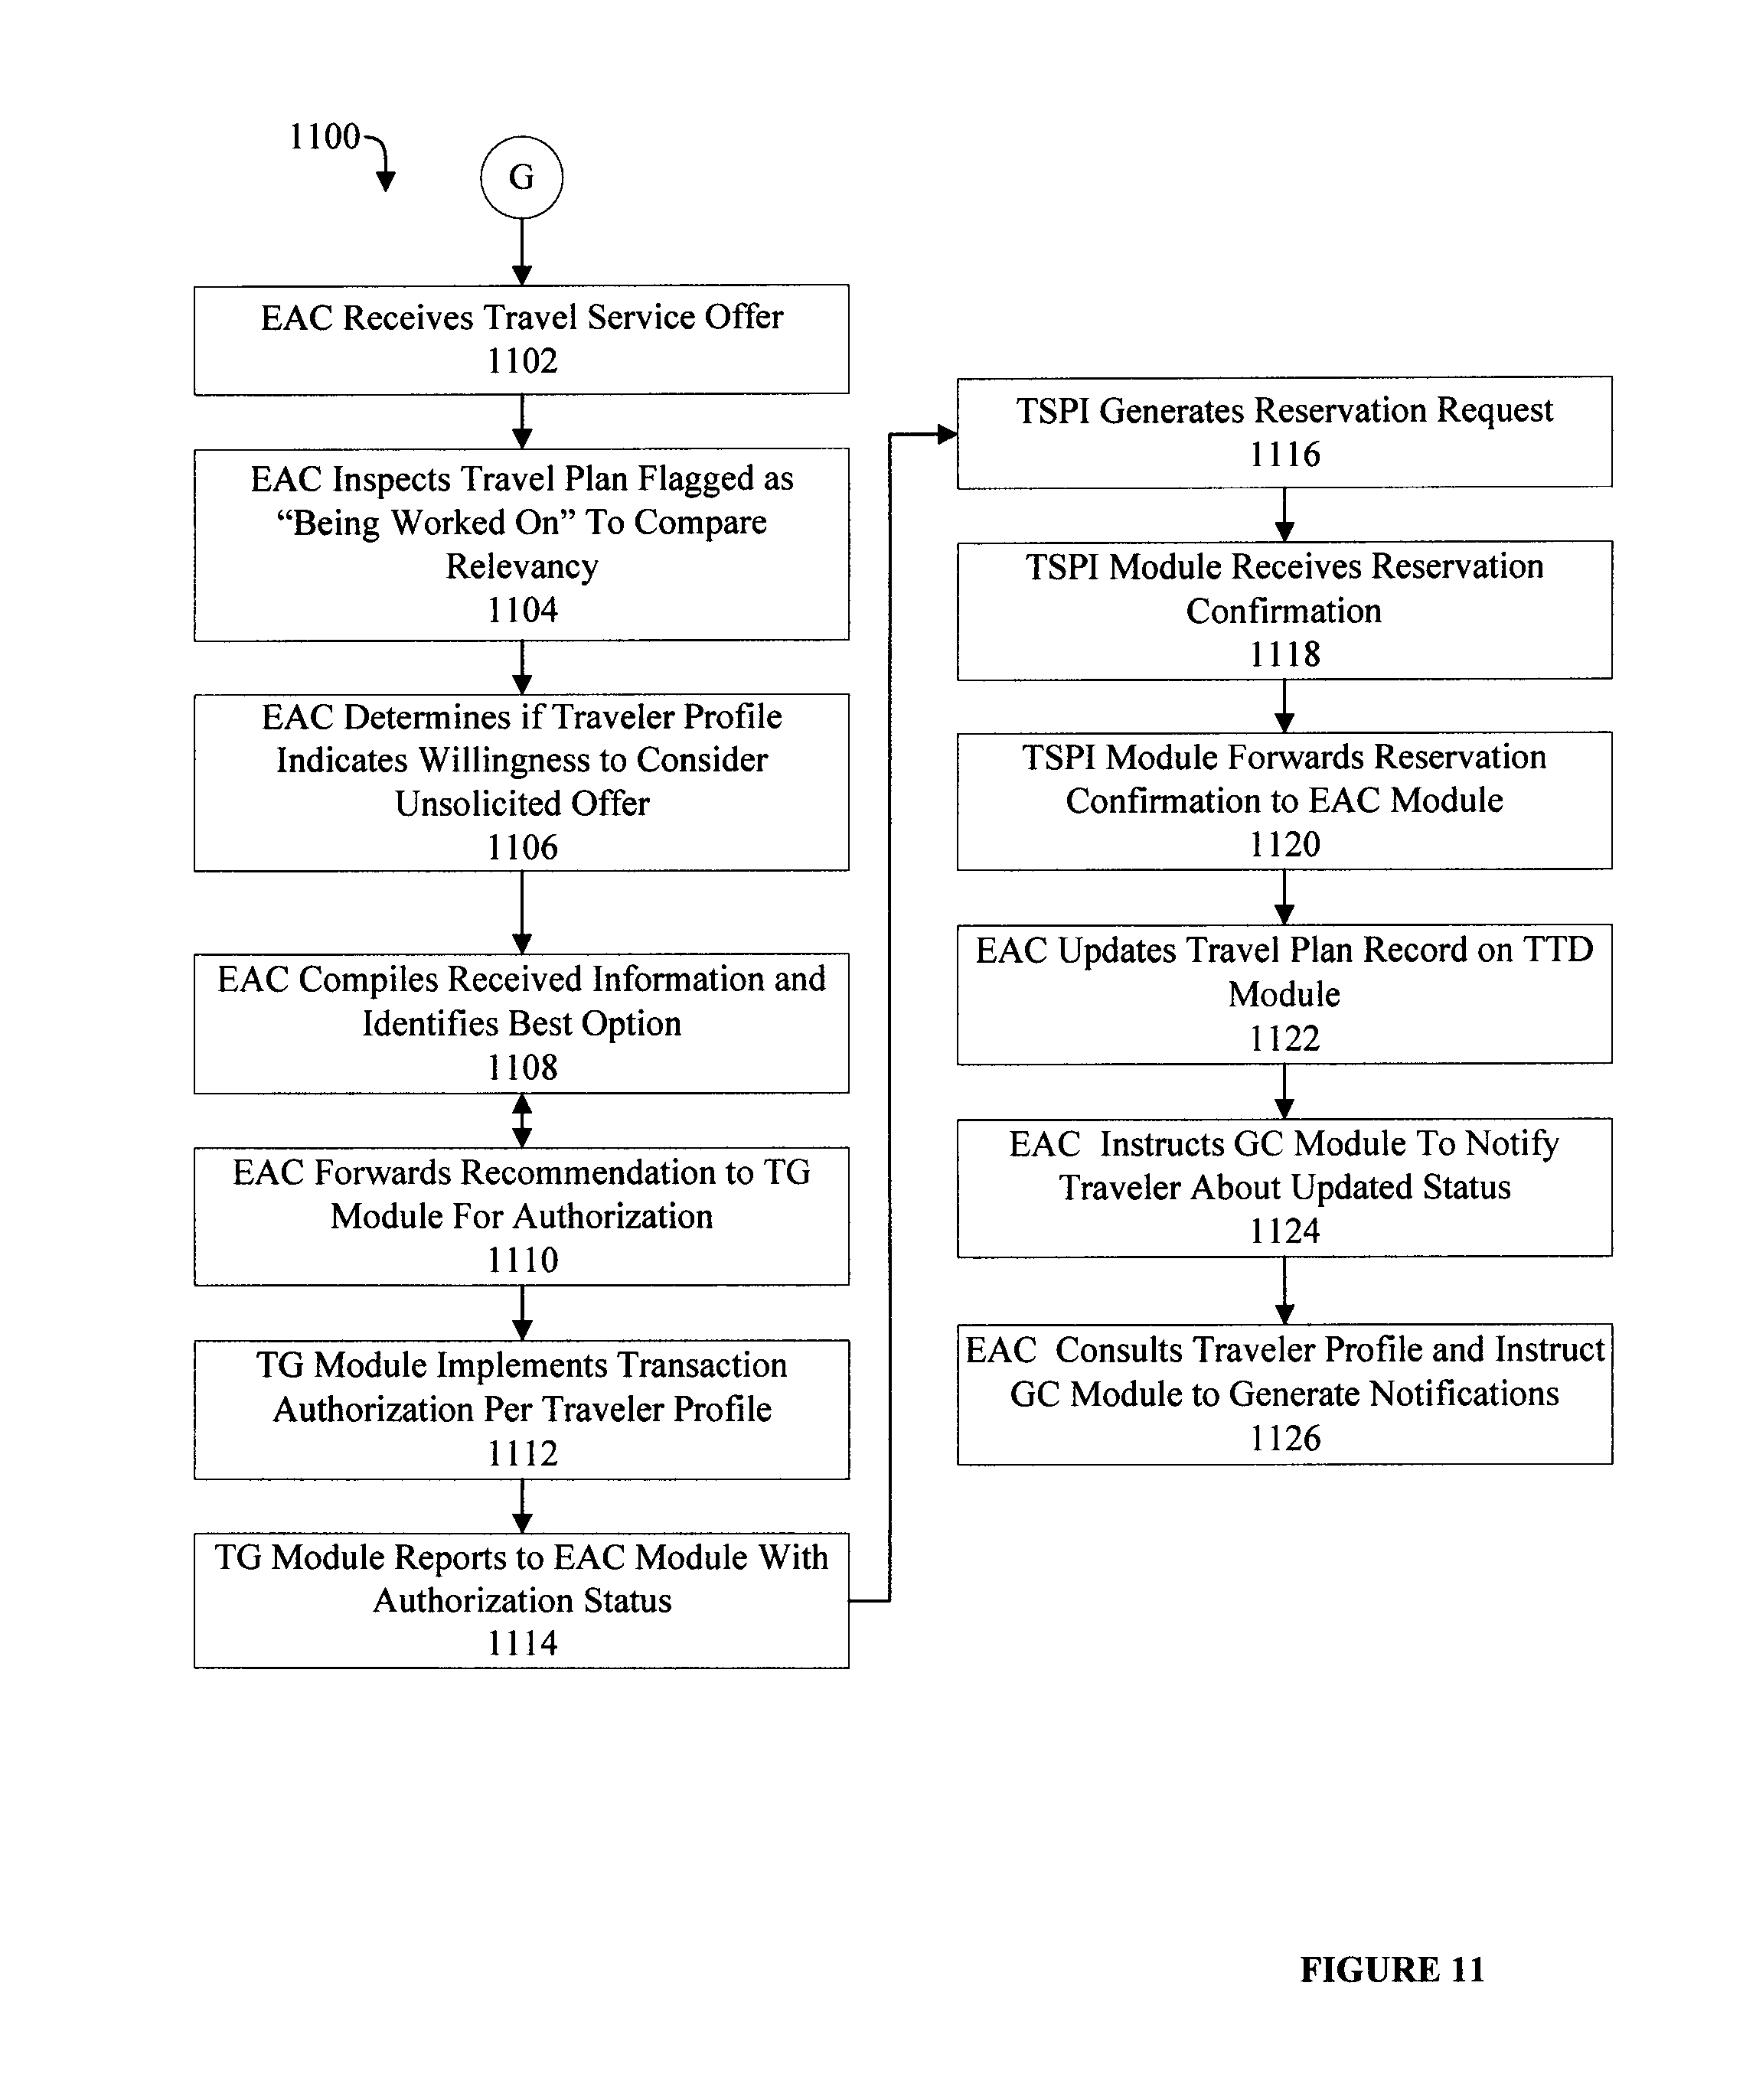 1100
G
EAC Receives Travel Service Offer
1102
EAC Inspects Travel Plan Flagged as
“Being Worked On” To Compare
Relevancy
1104
EAC Determines if Traveler Profile
Indicates Willingness to Consider
Unsolicited Offer
1106
EAC Compiles Received Information and
Identifies Best Option
1108
EAC Forwards Recommendation to TG
Module For Authorization
1110
TG Module Implements Transaction
Authorization Per Traveler Profile
1112
TG Module Reports to EAC Module With
Authorization Status
1114
TSPI Generates Reservation Request
1116
TSPI Module Receives Reservation
Confirmation
1118
TSPI Module Forwards Reservation
Confirmation to EAC Module
1120
EAC Updates Travel Plan Record on TTD
Module
1122
EAC Instructs GC Module To Notify
Traveler About Updated Status
1124
EAC Consults Traveler Profile and Instruct
GC Module to Generate Notifications
1126
FIGURE 11